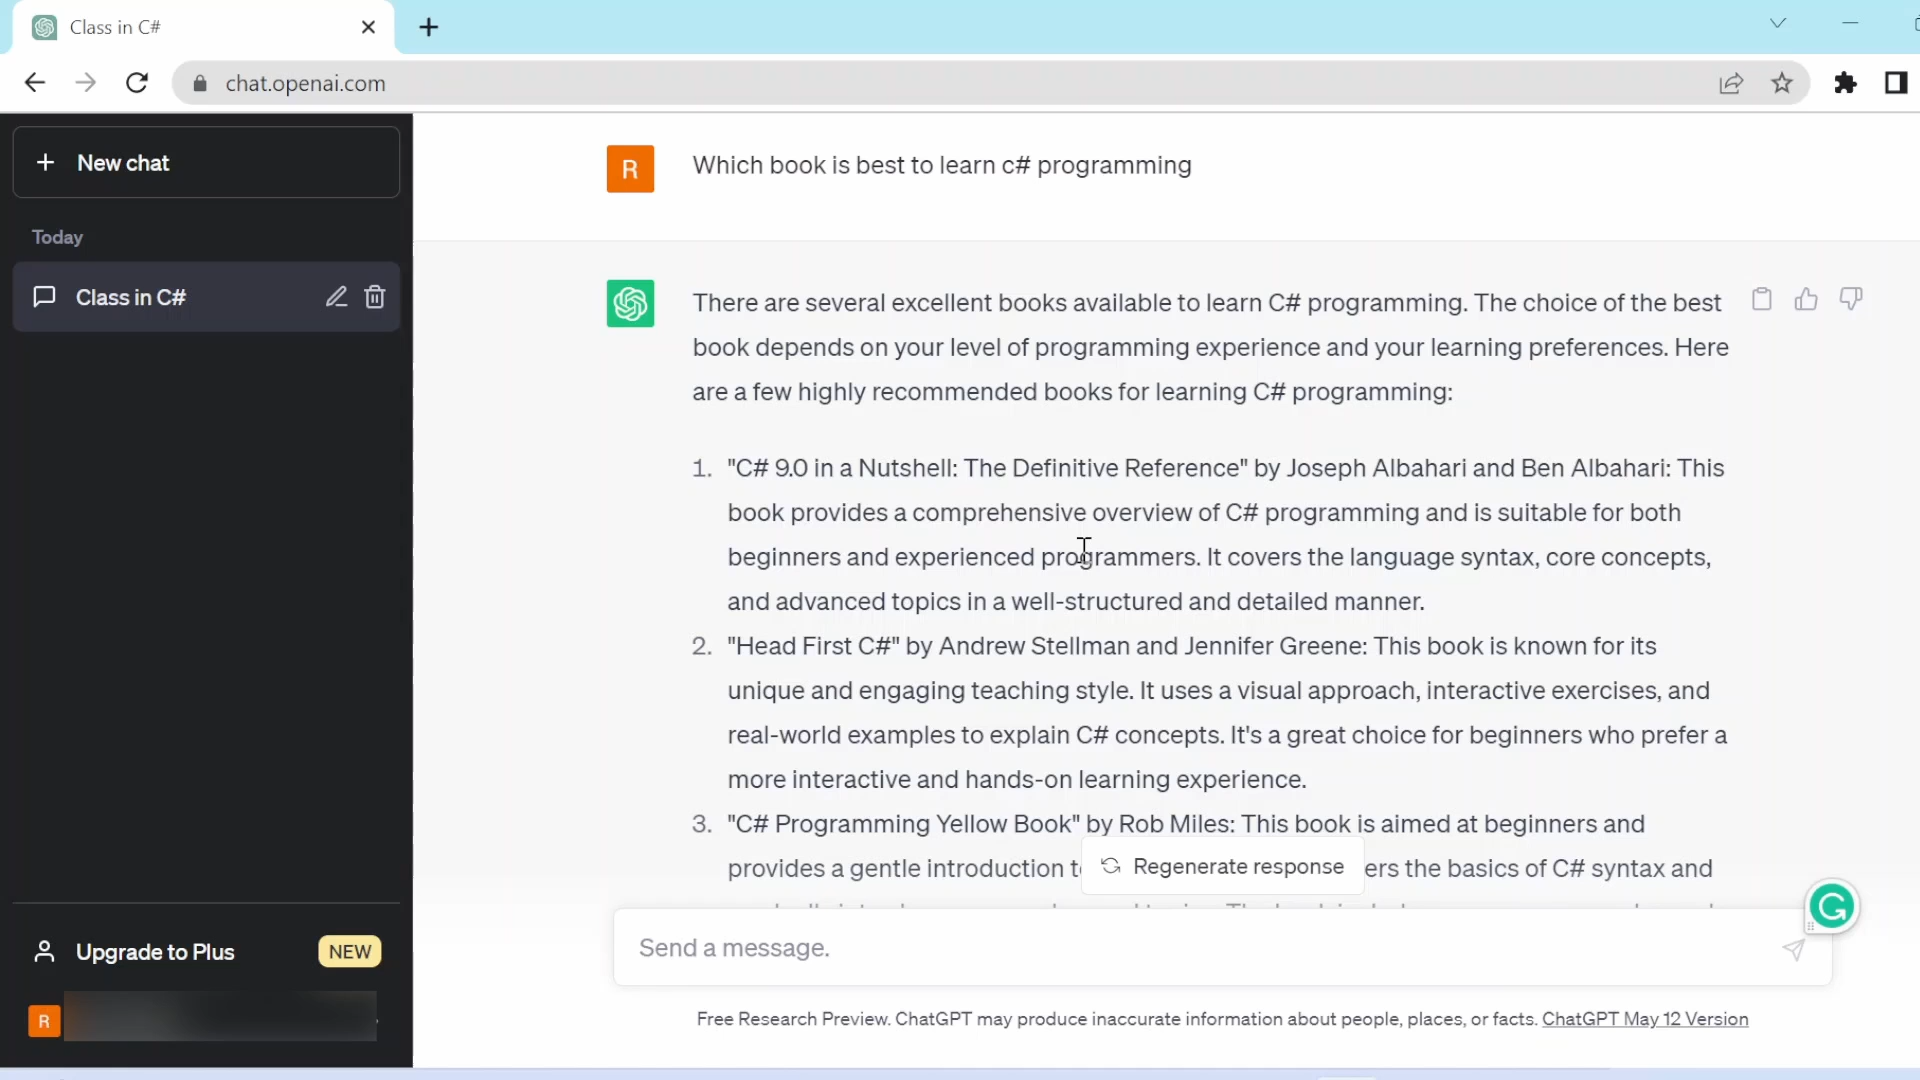 Class in C#
chat.openai.com
New chat
Today
Class in C#
Upgrade to Plus NEW
R
R Which book is best to learn c# programming
There are several excellent books available to learn C# programming. The choice of the best
book depends on your level of programming experience and your learning preferences. Here
are a few highly recommended books for learning C# programming:
1. "C# 9.0 in a Nutshell: The Definitive Reference" by Joseph Albahari and Ben Albahari: This
book provides a comprehensive overview of C# programming and is suitable for both
beginners and experienced programmers. It covers the language syntax, core concepts,
and advanced topics in a well-structured and detailed manner.
2. "Head First C#" by Andrew Stellman and Jennifer Greene: This book is known for its
unique and engaging teaching style. It uses a visual approach, interactive exercises, and
real-world examples to explain C# concepts. It's a great choice for beginners who prefer a
more interactive and hands-on learning experience.
3. "C# Programming Yellow Book" by Rob Miles: This book is aimed at beginners and
provides a gentle introduction the basics of C# syntax and
Regenerate response
Send a message.
Free Research Preview. ChatGPT may produce inaccurate information about people, places, or facts. ChatGPT May 12 Version